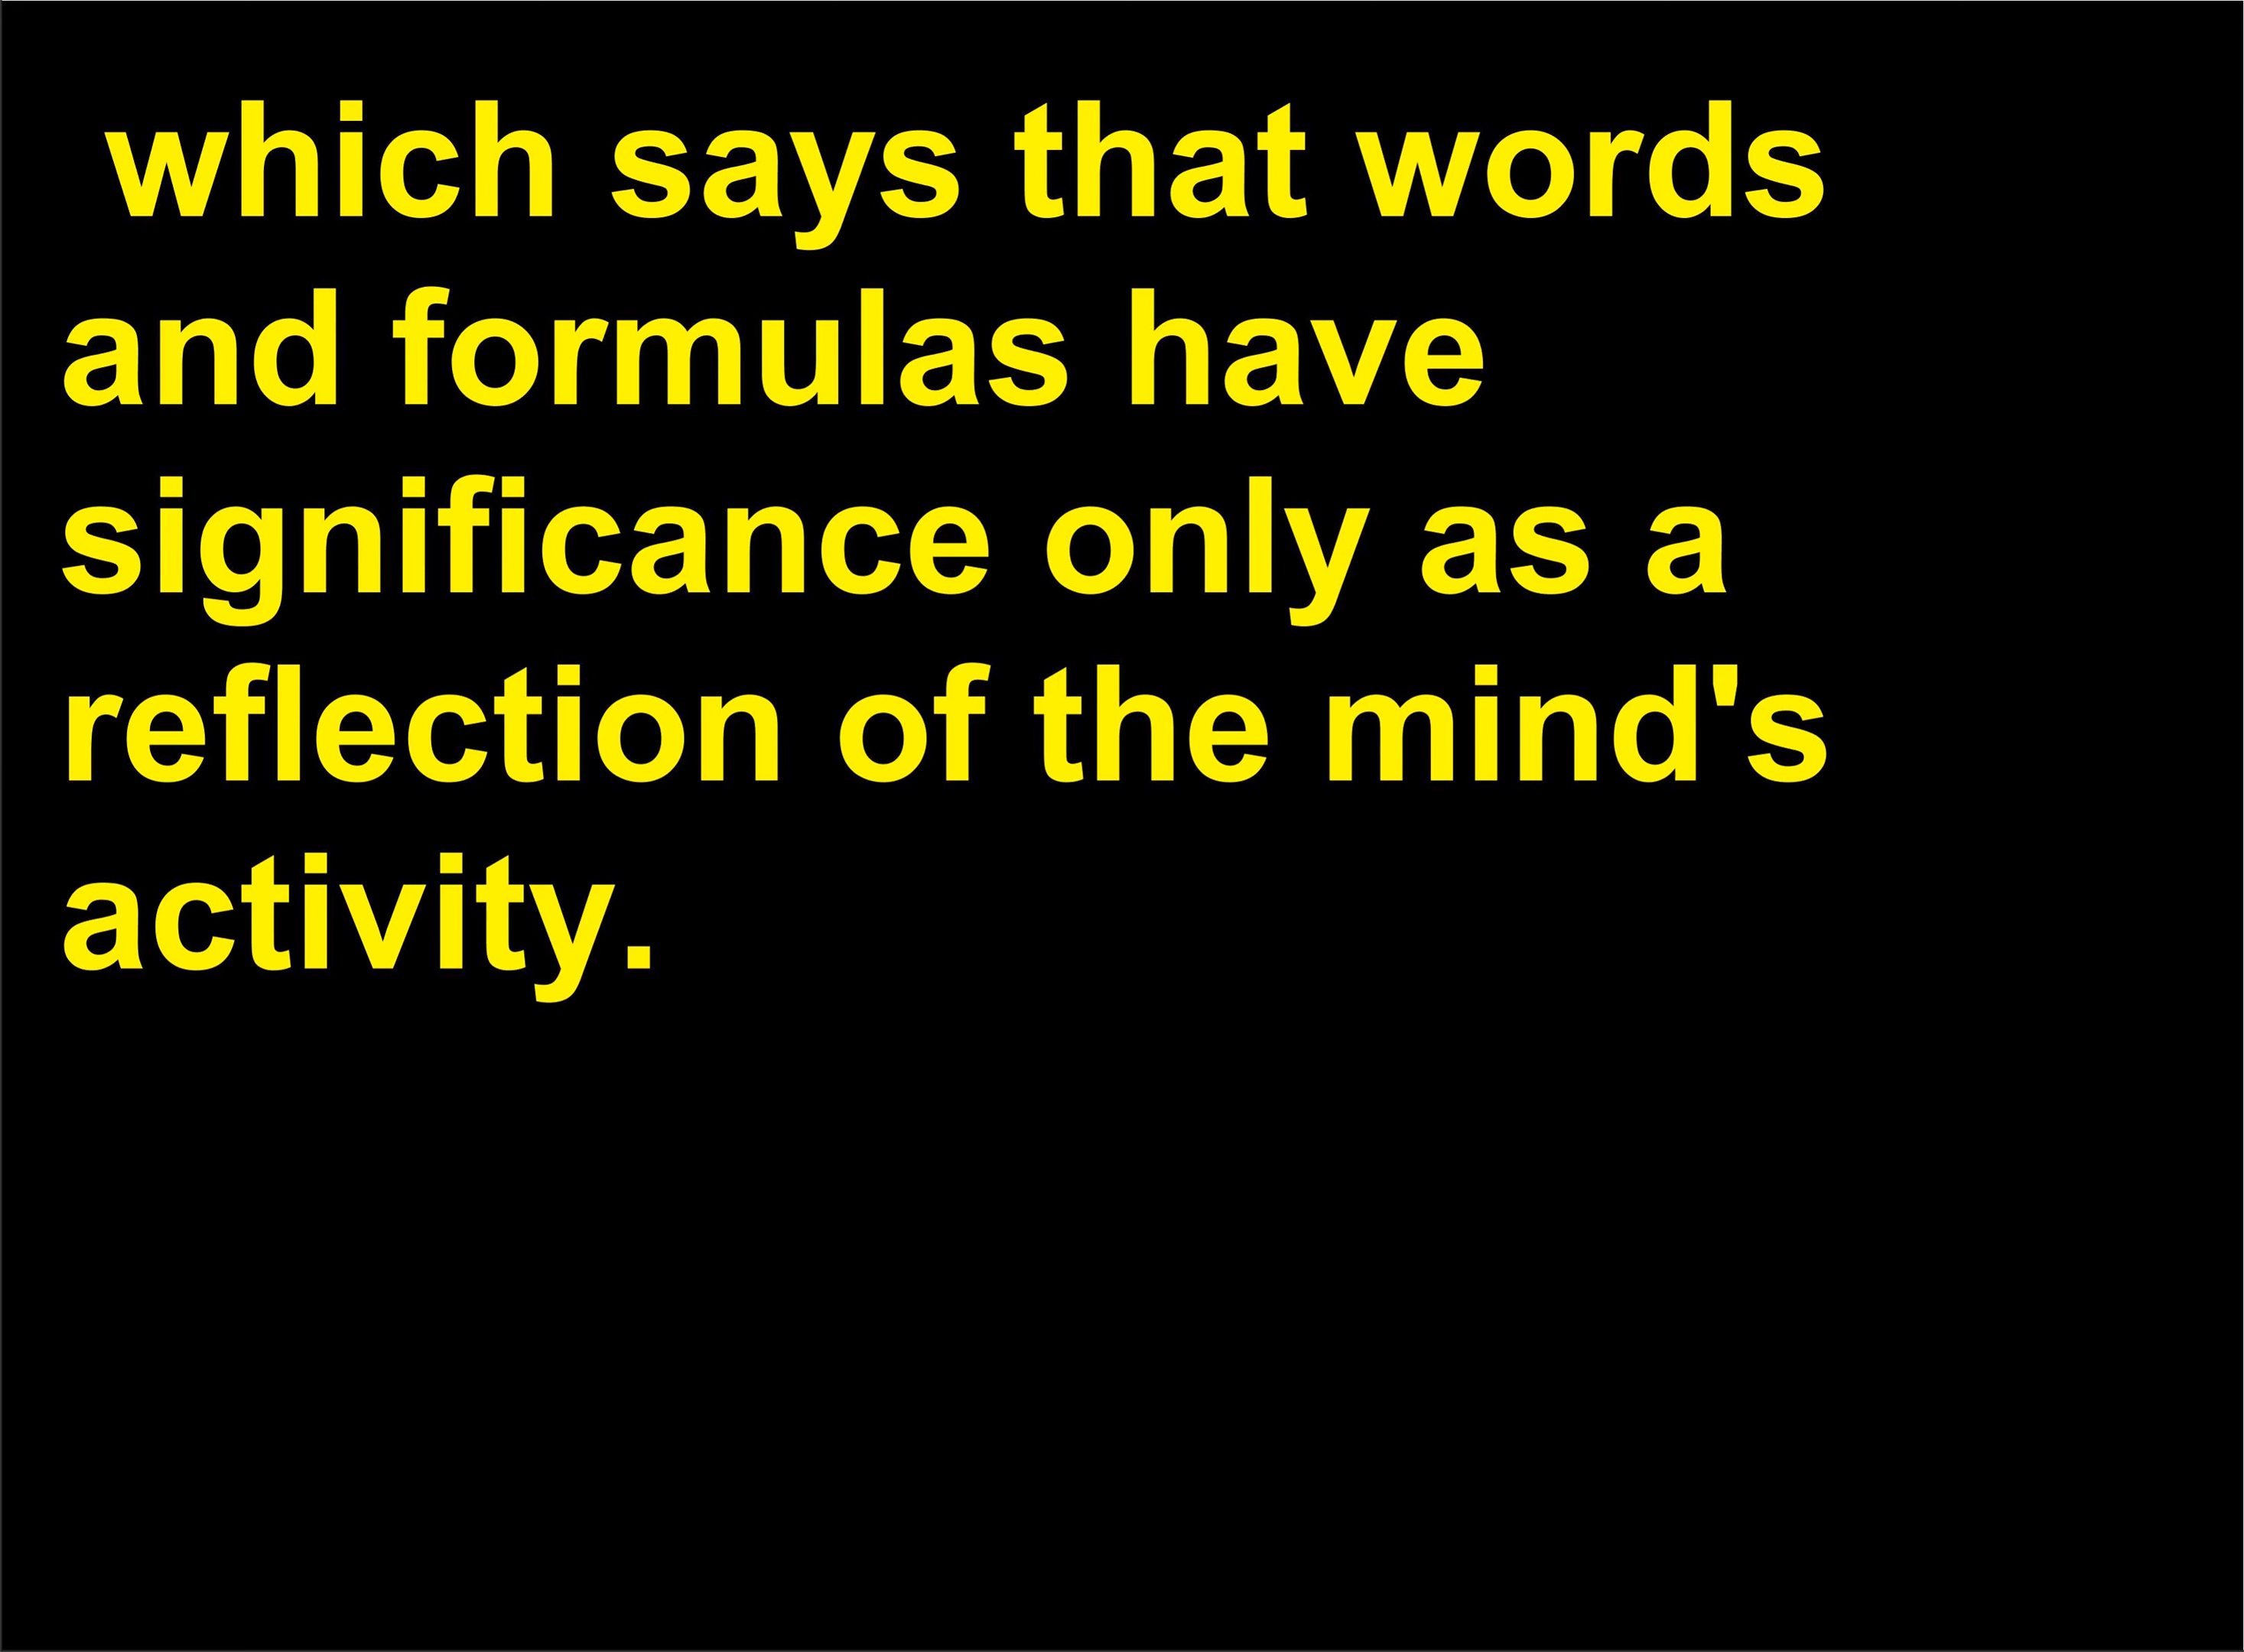 which says that words
and formulas have
significance only as a
reflection of the mind's
activity.